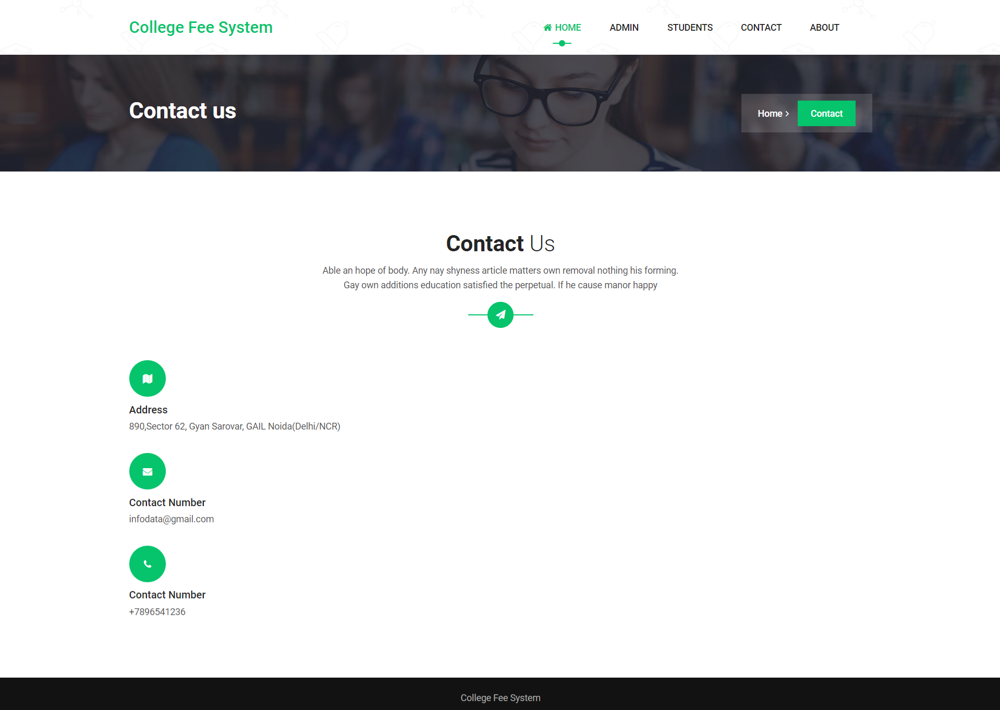 College Fee System
HOME
ADMIN
STUDENTS
CONTACT
ABOUT
Contact us
Home
Contact
Contact Us
Able an hope of body. Any nay shyness article matters own removal nothing his forming.
Gay own additions education satisfied the perpetual. If he cause manor happy
Address
890,Sector 62, Gyan Sarovar, GAIL Noida(Delhi/NCR)
Contact Number
infodata@gmail.com
Contact Number
+7896541236
College Fee System